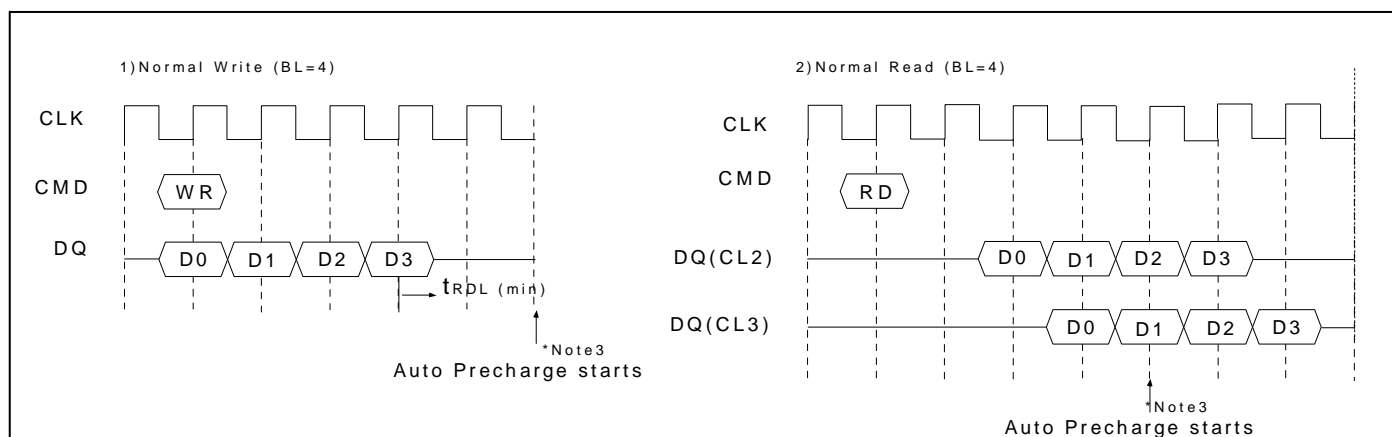 1)Normal Write (BL=4)
CLK
CMD
WR
DQ
D0 D1 D2 D3
tRDL (min)
*Note3
Auto Precharge starts
2)Normal Read (BL=4)
CLK
CMD
RD
DQ(CL2)
D0 D1 D2 D3
DQ(CL3)
D0 D1 D2 D3
*Note3
Auto Precharge starts